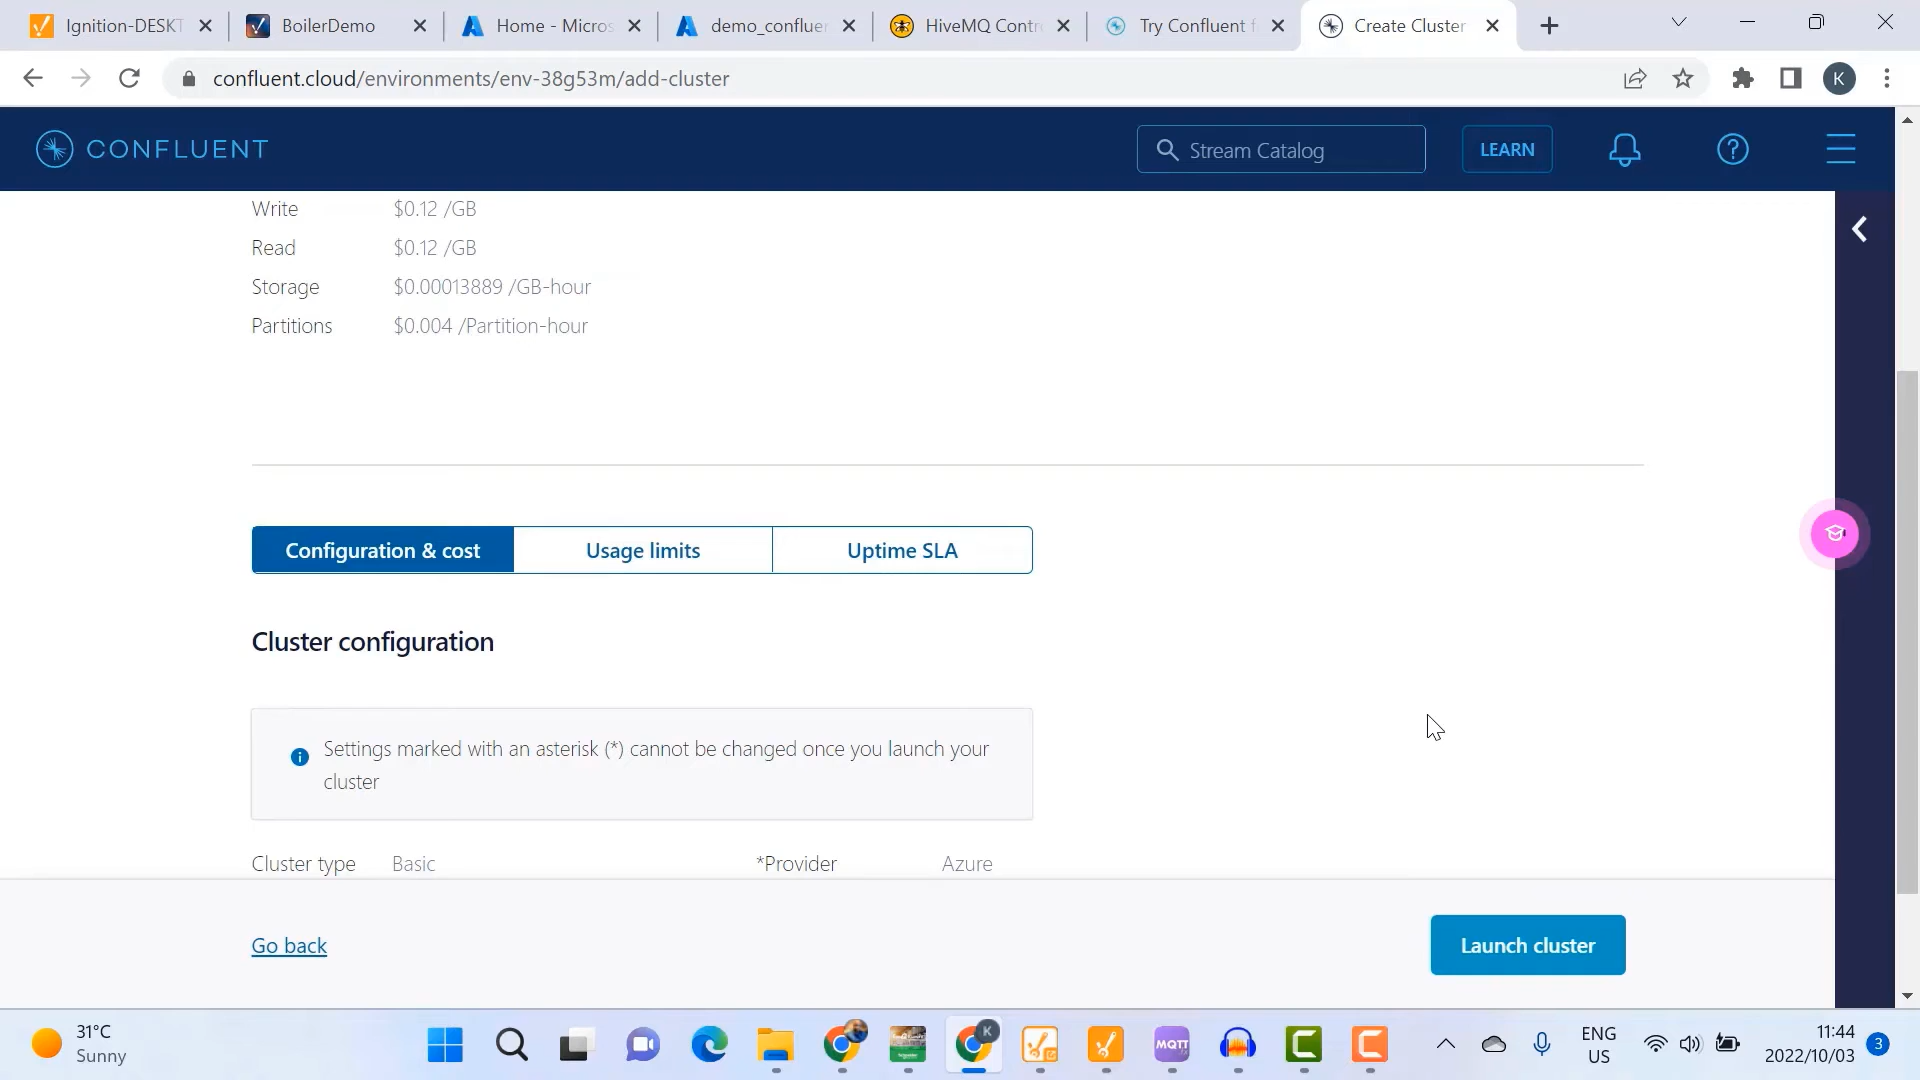 Ignition-DESKT
BoilerDemo
Home - Micros
demo_confluer
HiveMQ Contr
Try Confluent f
Create Cluster
confluent.cloud/environments/env-38g53m/add-cluster
K
CONFLUENT
Stream Catalog
LEARN
Write $0.12 /GB
Read $0.12 /GB
Storage $0.00013889 /GB-hour
Partitions $0.004 /Partition-hour
Configuration & cost
Usage limits
Uptime SLA
Cluster configuration
Settings marked with an asterisk (*) cannot be changed once you launch your
cluster
Cluster type Basic *Provider Azure
Go back
Launch cluster
31°C
Sunny
K
MQTT
ENG
US
11:44
2022/10/03
3